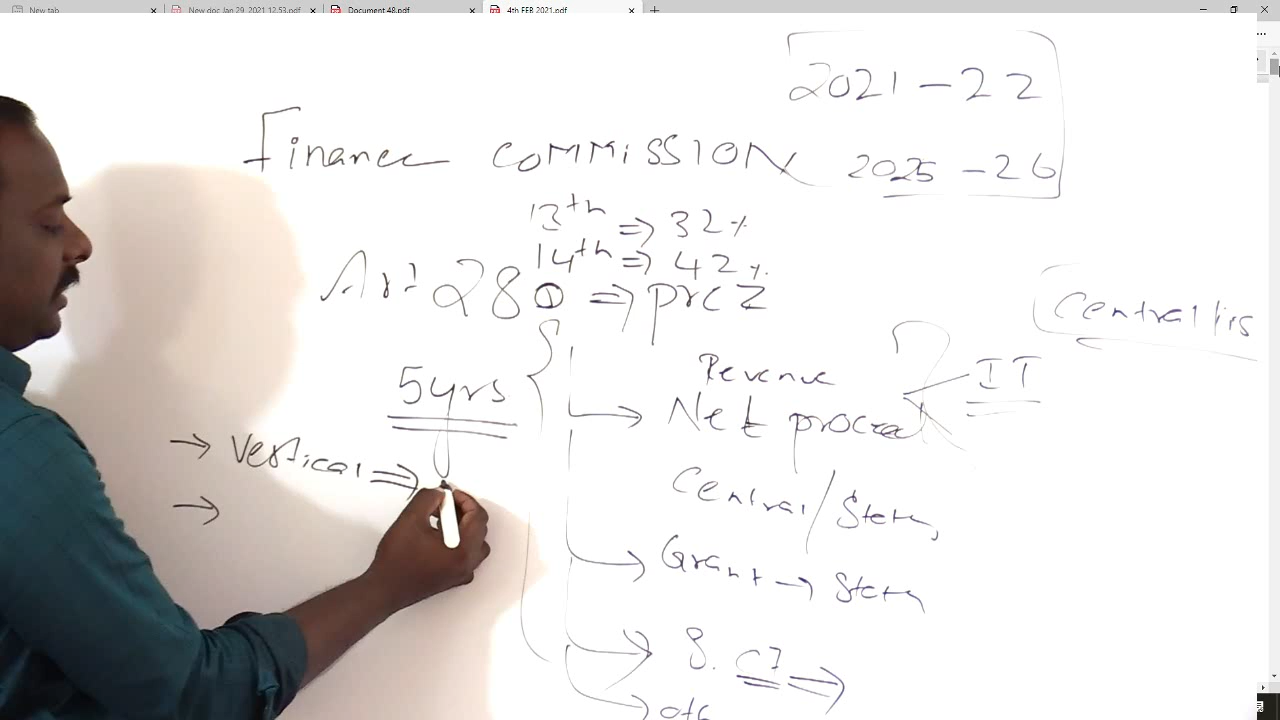 New tab
New doc Jan 29, 2021 12.53.pdf
Document 48.pdf
4th FEB 2021.pdf
2021-22
Finance COMMISSION 2025-26
13th => 32%
14th => 42%
Art 280 => prez
Central lis
5yrs
Revenue
IT
Net proceed
→ Vertical =>
Central/State,
Grant → State,
S.